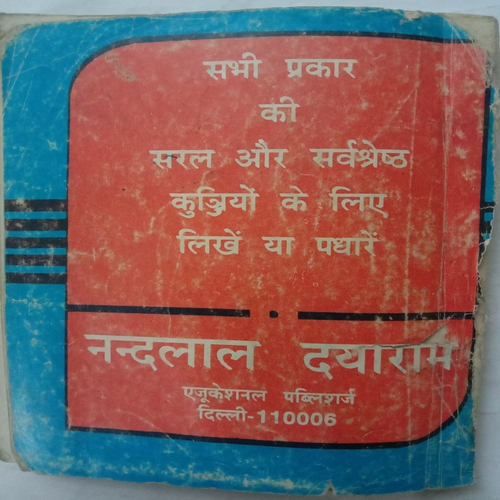 सभी प्रकार
की
सरल और सर्वश्रेष्ठ
कुञ्जियों के लिए
लिखें या पधारें
नन्दलाल दयाराम
एजूकेशनल पब्लिशर्ज
दिल्ली-110006